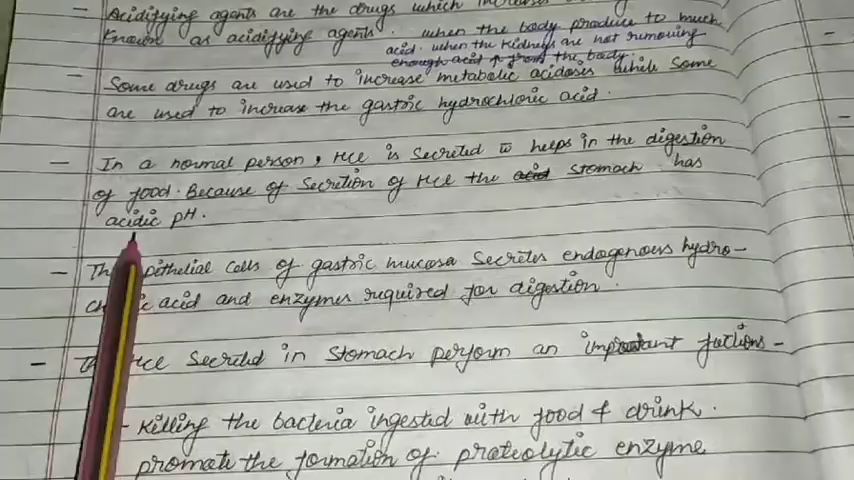 - Acidifying agents are the drugs which increases
known as acidifying agents. when the body produce to much
acid. when the kidneys are not removing
enough acid from the body.
- Some drugs are used to increase metabolic acidoses while some
are used to increase the gastric hydrochloric acid.
- In a normal person, HCl is secreted to helps in the digestion
of food. Because of secretion of HCl the stomach has
acidic pH.
- pithelial cells of gastric mucosa secretes endogenous hydro-
acid and enzymes required for digestion.
- HCl secreted in stomach perform an important fuctions -
- Killing the bacteria ingested with food & drink.
promate the formation of proteolytic enzyme